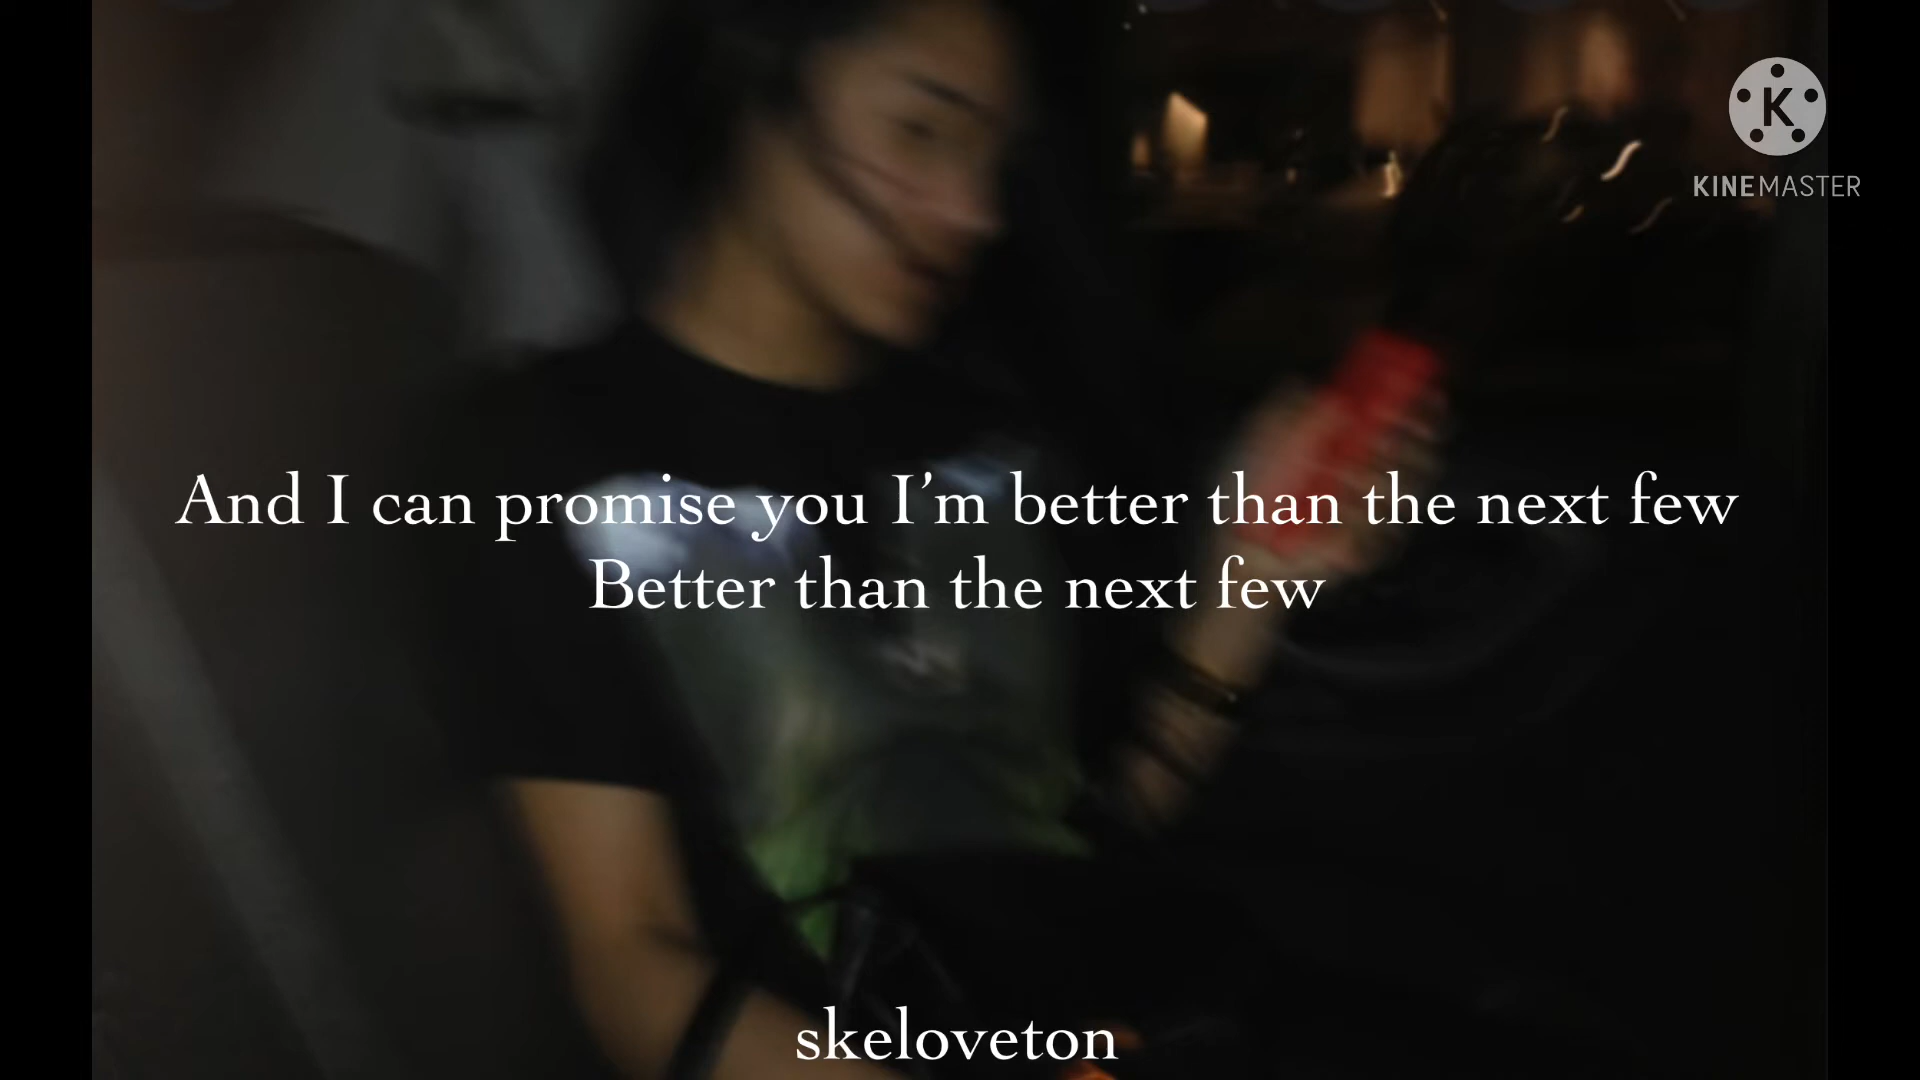 K
KINEMASTER
And I can promise you I’m better than the next few
Better than the next few
skeloveton